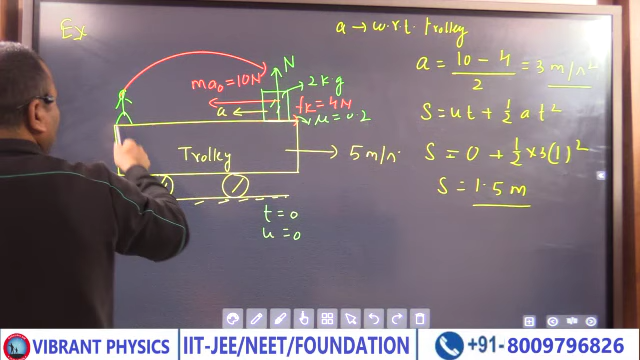 Ex
a → w.r.t. trolley
a = 10 - 4 / 2 = 3 m/s²
S = ut + 1/2 at²
S = 0 + 1/2 × 3(1)²
S = 1.5 m
N
ma₀ = 10N
2kg
fk = 4N
a
μ = 0.2
Trolley
5 m/s²
t = 0
u = 0
VIBRANT PHYSICS
IIT-JEE/NEET/FOUNDATION
+91-8009796826